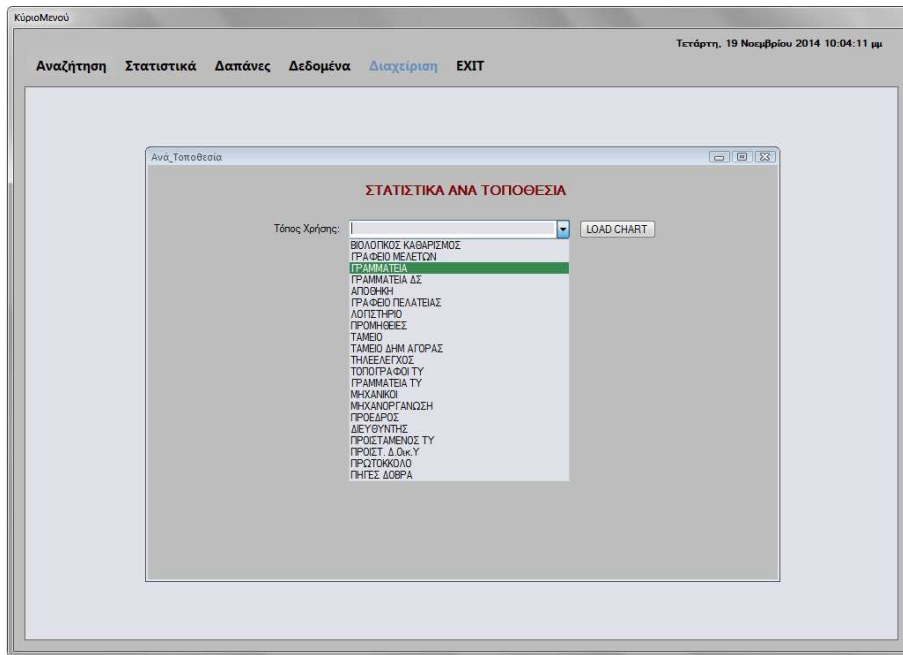 ΚύριοΜενού
Τετάρτη, 19 Νοεμβρίου 2014 10:04:11 μμ
Αναζήτηση Στατιστικά Δαπάνες Δεδομένα Διαχείριση EXIT
Ανά_Τοποθεσία
ΣΤΑΤΙΣΤΙΚΑ ΑΝΑ ΤΟΠΟΘΕΣΙΑ
Τόπος Χρήσης: LOAD CHART
ΒΙΟΛΟΓΙΚΟΣ ΚΑΘΑΡΙΣΜΟΣ
ΓΡΑΦΕΙΟ ΜΕΛΕΤΩΝ
ΓΡΑΜΜΑΤΕΙΑ
ΓΡΑΜΜΑΤΕΙΑ ΔΣ
ΑΠΟΘΗΚΗ
ΓΡΑΦΕΙΟ ΠΕΛΑΤΕΙΑΣ
ΛΟΓΙΣΤΗΡΙΟ
ΠΡΟΜΗΘΕΙΕΣ
ΤΑΜΕΙΟ
ΤΑΜΕΙΟ ΔΗΜ ΑΓΟΡΑΣ
ΤΗΛΕΕΛΕΓΧΟΣ
ΤΟΠΟΓΡΑΦΟΙ ΤΥ
ΓΡΑΜΜΑΤΕΙΑ ΤΥ
ΜΗΧΑΝΙΚΟΙ
ΜΗΧΑΝΟΡΓΑΝΩΣΗ
ΠΡΟΕΔΡΟΣ
ΔΙΕΥΘΥΝΤΗΣ
ΠΡΟΙΣΤΑΜΕΝΟΣ ΤΥ
ΠΡΟΙΣΤ. Δ.Οικ.Υ
ΠΡΩΤΟΚΚΟΛΟ
ΠΗΓΕΣ ΔΟΒΡΑ